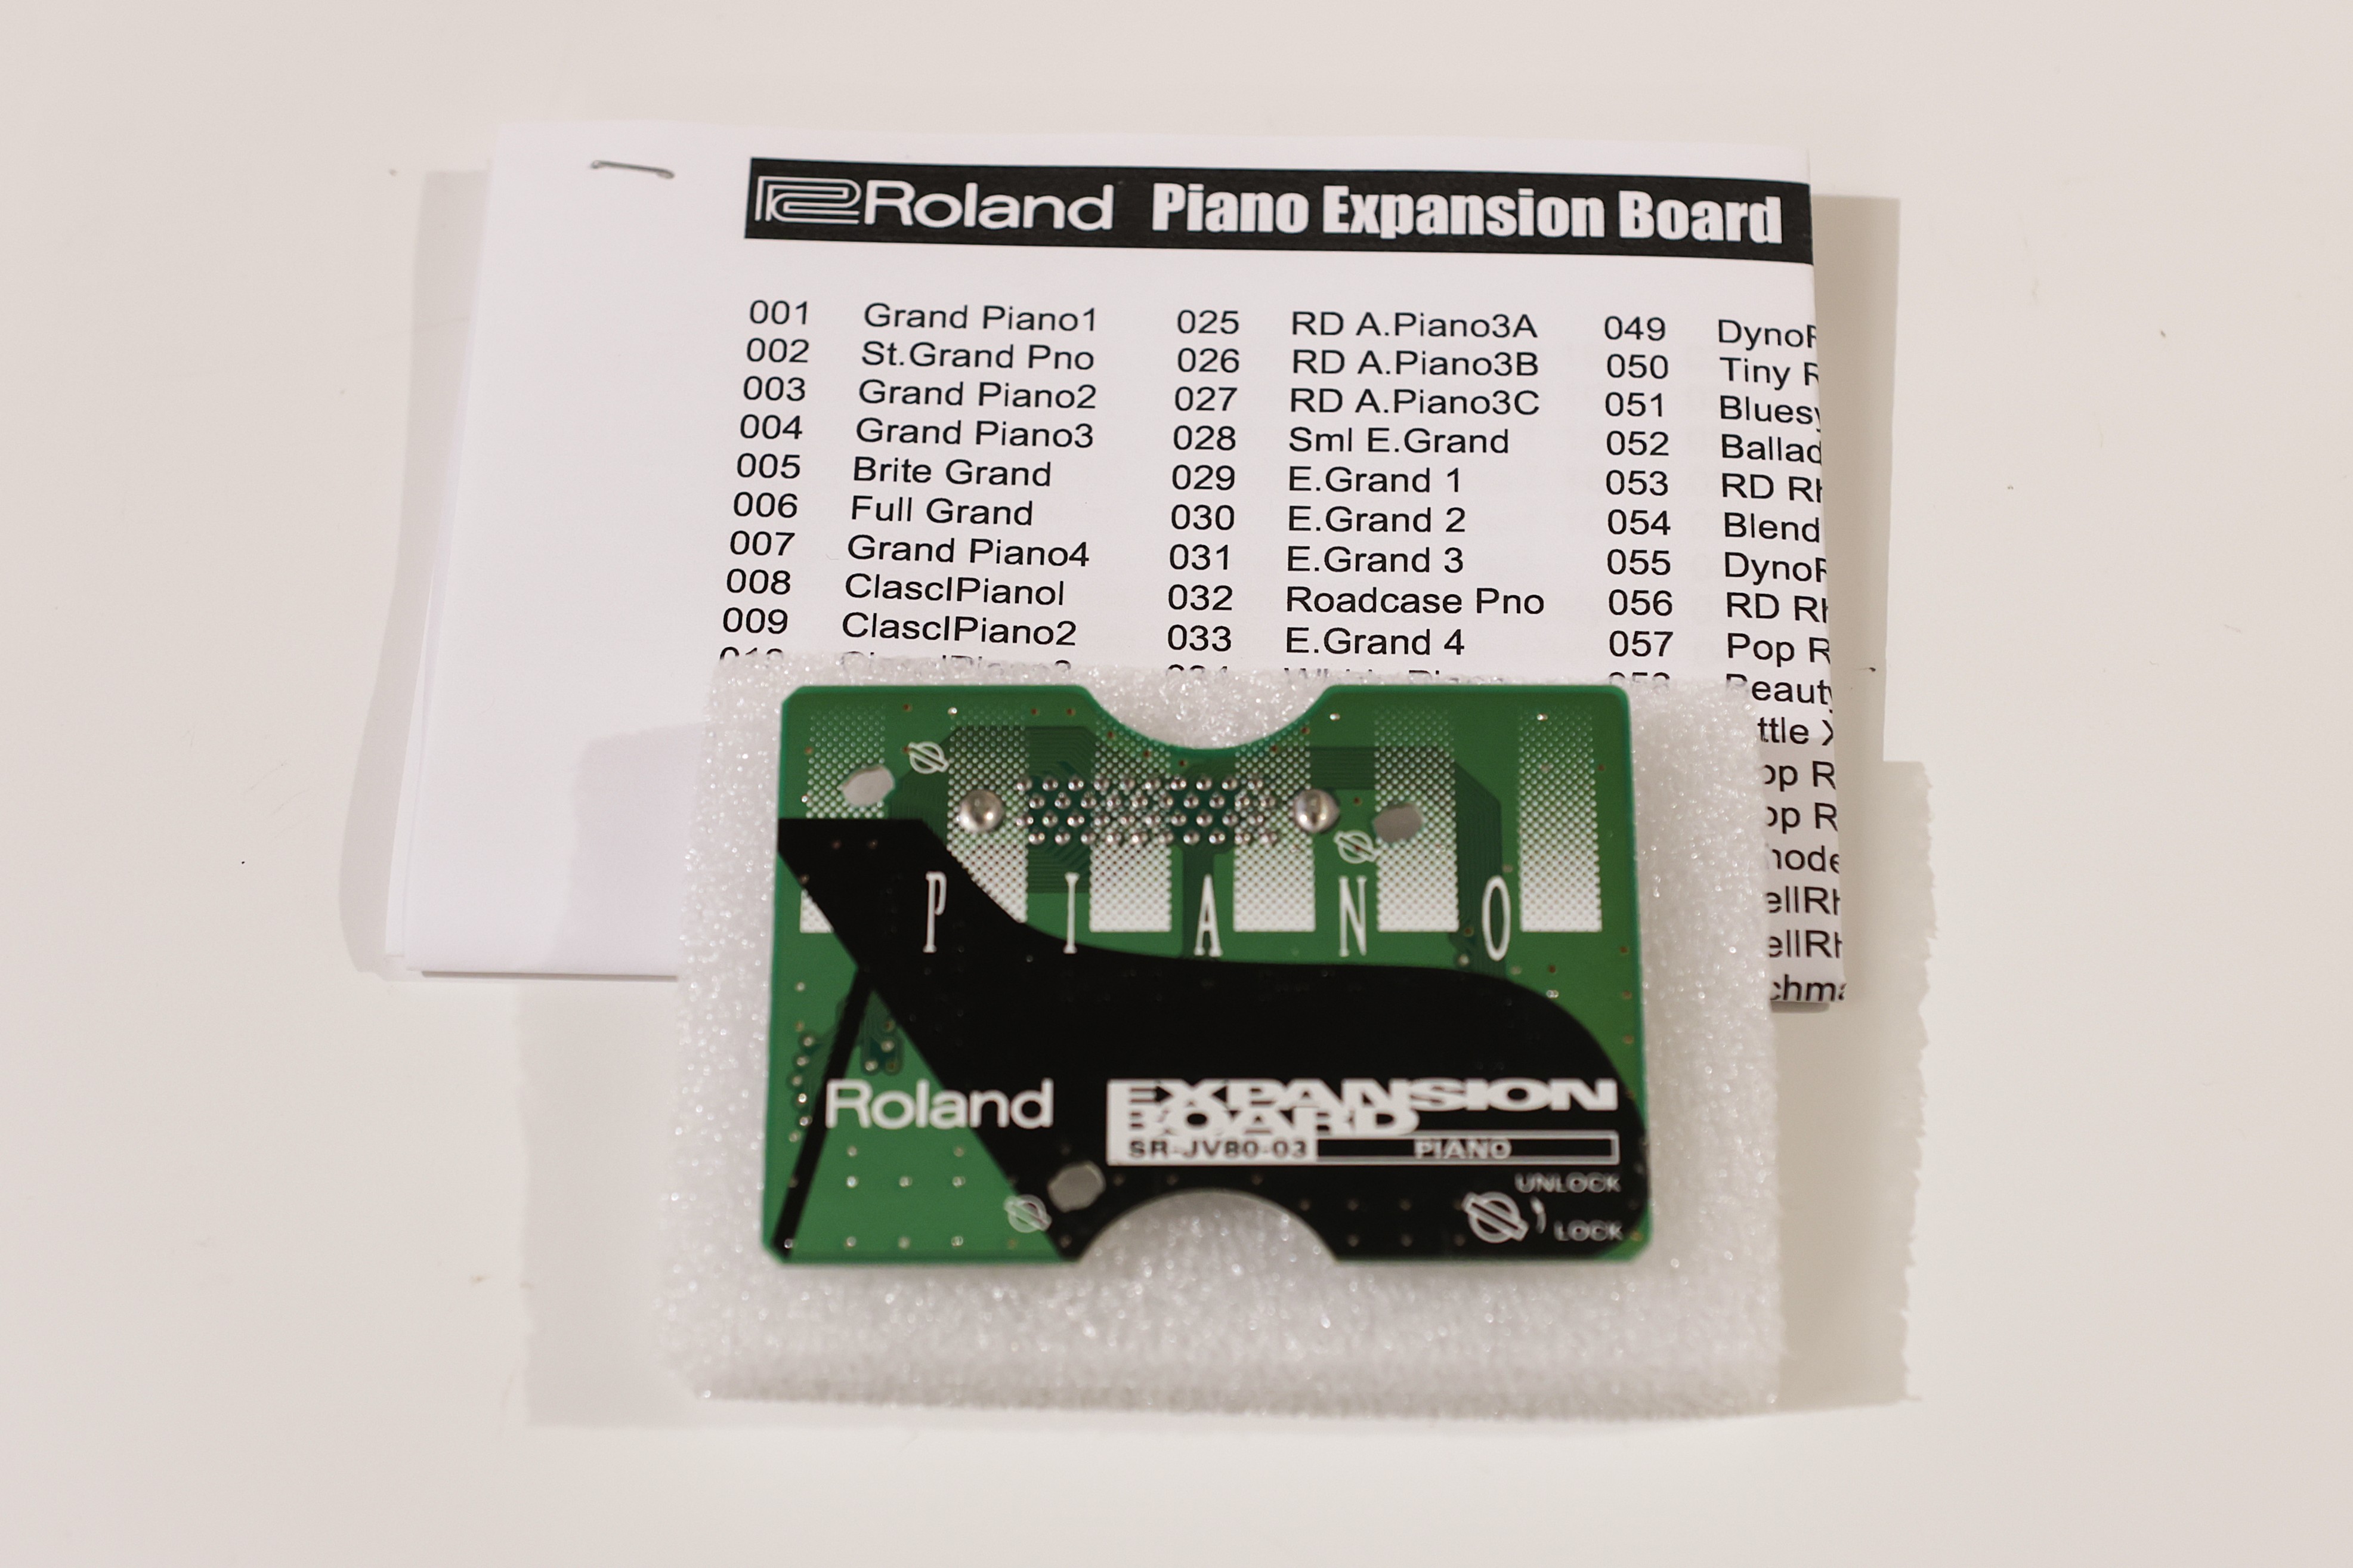 Roland Piano Expansion Board
001 Grand Piano1 025 RD A.Piano3A 049
002 St.Grand Pno 026 RD A.Piano3B 050 Tiny
003 Grand Piano2 027 RD A.Piano3C 051
004 Grand Piano3 028 Sml E.Grand 052 Ballad
005 Brite Grand 029 E.Grand 1 053 RD
006 Full Grand 030 E.Grand 2 054 Blend
007 Grand Piano4 031 E.Grand 3 055
008 ClasclPianol 032 Roadcase Pno 056 RD
009 ClasclPiano2 033 E.Grand 4 057 Pop
PIANO
Roland
EXPANSION
BOARD
SR-JV80-03 PIANO
UNLOCK
LOCK